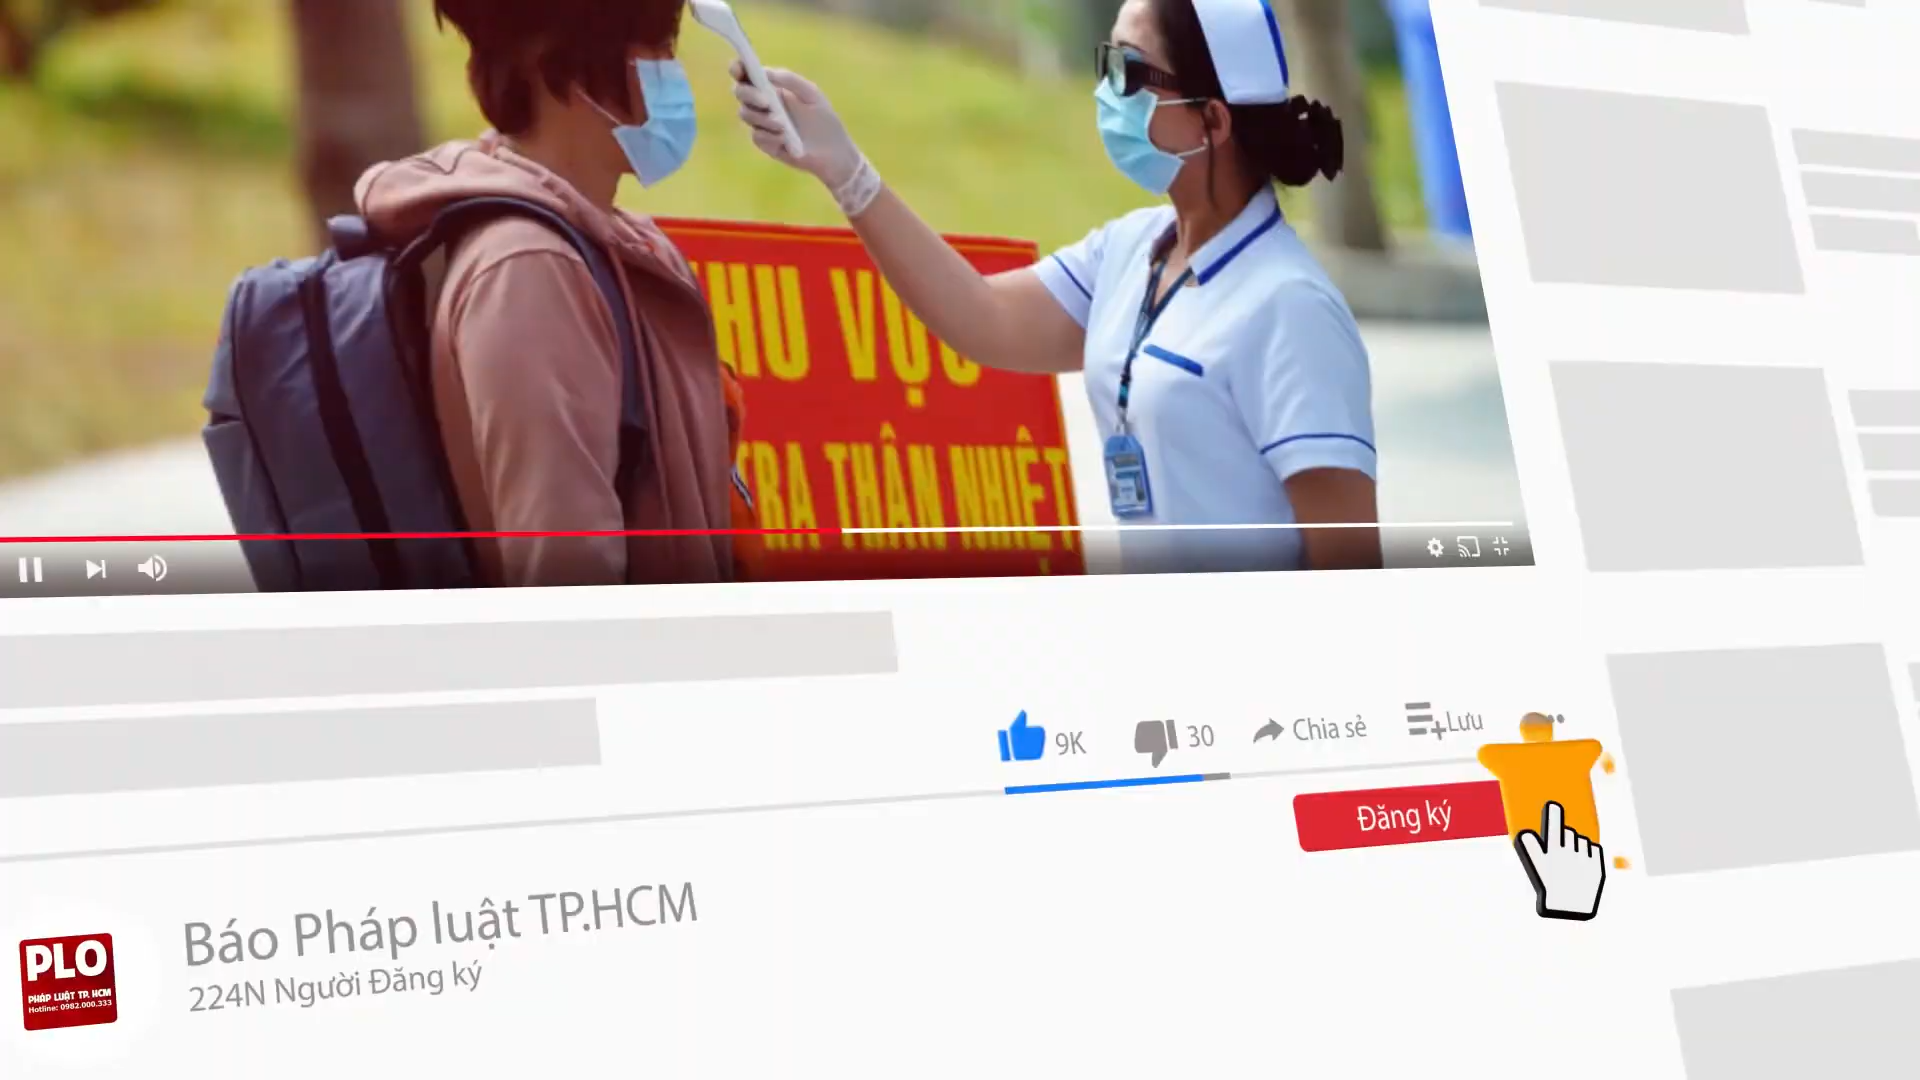 HU VỰC
TRA THÂN NHIỆT
9K
30
Chia sẻ
Lưu
Đăng ký
Báo Pháp luật TP.HCM
224N Người Đăng ký
PLO
PHÁP LUẬT TP. HCM
Hotline: 0982.000.333